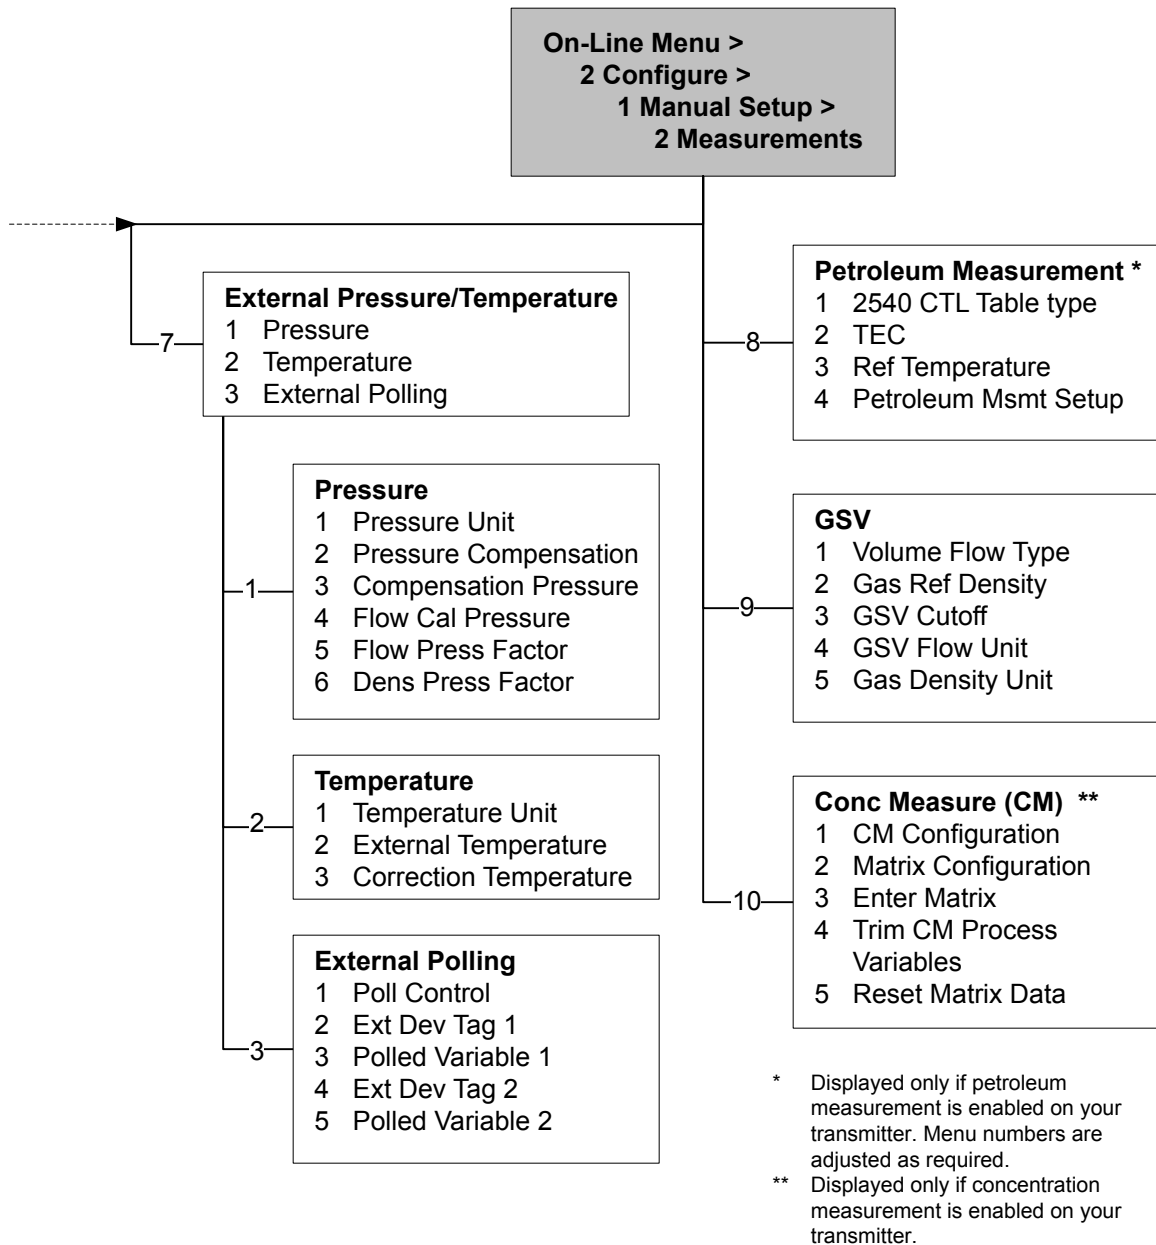 On-Line Menu >
2 Configure >
1 Manual Setup >
2 Measurements
7
External Pressure/Temperature
1 Pressure
2 Temperature
3 External Polling
1
Pressure
1 Pressure Unit
2 Pressure Compensation
3 Compensation Pressure
4 Flow Cal Pressure
5 Flow Press Factor
6 Dens Press Factor
2
Temperature
1 Temperature Unit
2 External Temperature
3 Correction Temperature
3
External Polling
1 Poll Control
2 Ext Dev Tag 1
3 Polled Variable 1
4 Ext Dev Tag 2
5 Polled Variable 2
8
Petroleum Measurement *
1 2540 CTL Table type
2 TEC
3 Ref Temperature
4 Petroleum Msmt Setup
9
GSV
1 Volume Flow Type
2 Gas Ref Density
3 GSV Cutoff
4 GSV Flow Unit
5 Gas Density Unit
10
Conc Measure (CM) **
1 CM Configuration
2 Matrix Configuration
3 Enter Matrix
4 Trim CM Process
Variables
5 Reset Matrix Data
* Displayed only if petroleum
measurement is enabled on your
transmitter. Menu numbers are
adjusted as required.
** Displayed only if concentration
measurement is enabled on your
transmitter.